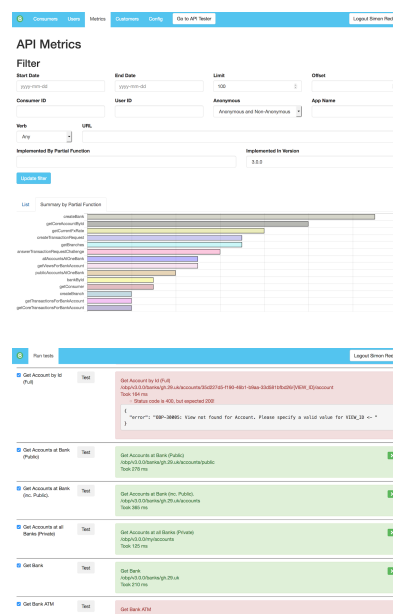 Consumers Users Metrics Customers Config Go to API Tester Logout Simon Red
API Metrics
Filter
Start Date End Date Limit Offset
yyyy-mm-dd yyyy-mm-dd 100
Consumer ID User ID Anonymous App Name
Anonymous and Non-Anonymous
Verb URL
Any
Implemented By Partial Function Implemented In Version
3.0.0
Update filter
List Summary by Partial Function
createBank
getCoreAccountById
getCurrentFxRate
createTransactionRequest
getBranches
answerTransactionRequestChallenge
allAccountsAtOneBank
getViewsForBankAccount
publicAccountsAtOneBank
bankById
getConsumer
createBranch
getTransactionsForBankAccount
getCoreTransactionsForBankAccount
Run tests Logout Simon Red
Get Account by Id (Full) Test
Get Account by Id (Full)
Took 164 ms
- Status code is 400, but expected 200!
{
"error": "OBP-30005: View not found for Account. Please specify a valid value for VIEW_ID <- "
}
Get Accounts at Bank (Public) Test
Get Accounts at Bank (Public)
/obp/v3.0.0/banks/gh.29.uk/accounts/public
Took 276 ms
Get Accounts at Bank (inc. Public). Test
Get Accounts at Bank (inc. Public).
/obp/v3.0.0/banks/gh.29.uk/accounts
Took 365 ms
Get Accounts at all Banks (Private) Test
Get Accounts at all Banks (Private)
/obp/v3.0.0/my/accounts
Took 125 ms
Get Bank Test
Get Bank
/obp/v3.0.0/banks/gh.29.uk
Took 210 ms
Get Bank ATM Test
Get Bank ATM